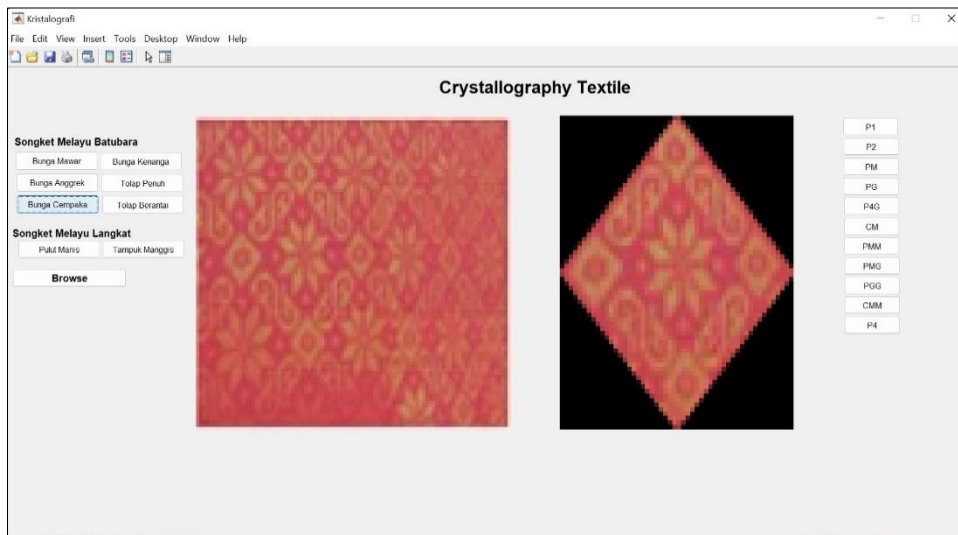 Kristalografi
File Edit View Insert Tools Desktop Window Help
Crystallography Textile
Songket Melayu Batubara
Bunga Mawar Bunga Kenanga
Bunga Anggrek Tolap Penuh
Bunga Cempaka Tolap Berantai
Songket Melayu Langkat
Pulut Manis Tampuk Manggis
Browse
P1
P2
PM
PG
P4G
CM
PMM
PMG
PGG
CMM
P4